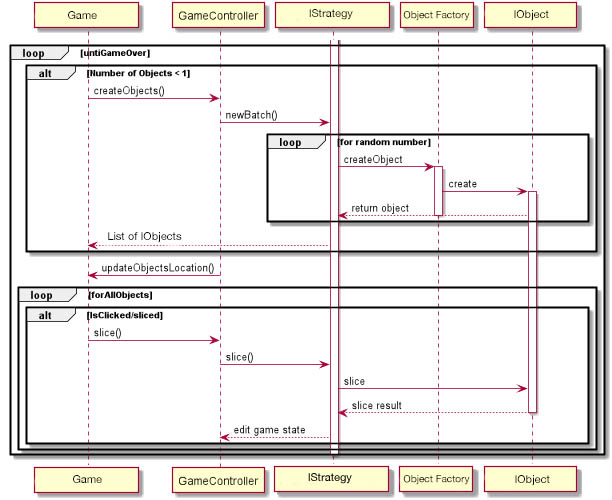 Game GameController IStrategy Object Factory IObject
loop [untiGameOver]
alt [Number of Objects < 1]
createObjects()
newBatch()
loop [for random number]
createObject
create
return object
List of IObjects
updateObjectsLocation()
loop [forAllObjects]
alt [IsClicked/sliced]
slice()
slice()
slice
slice result
edit game state
Game GameController IStrategy Object Factory IObject